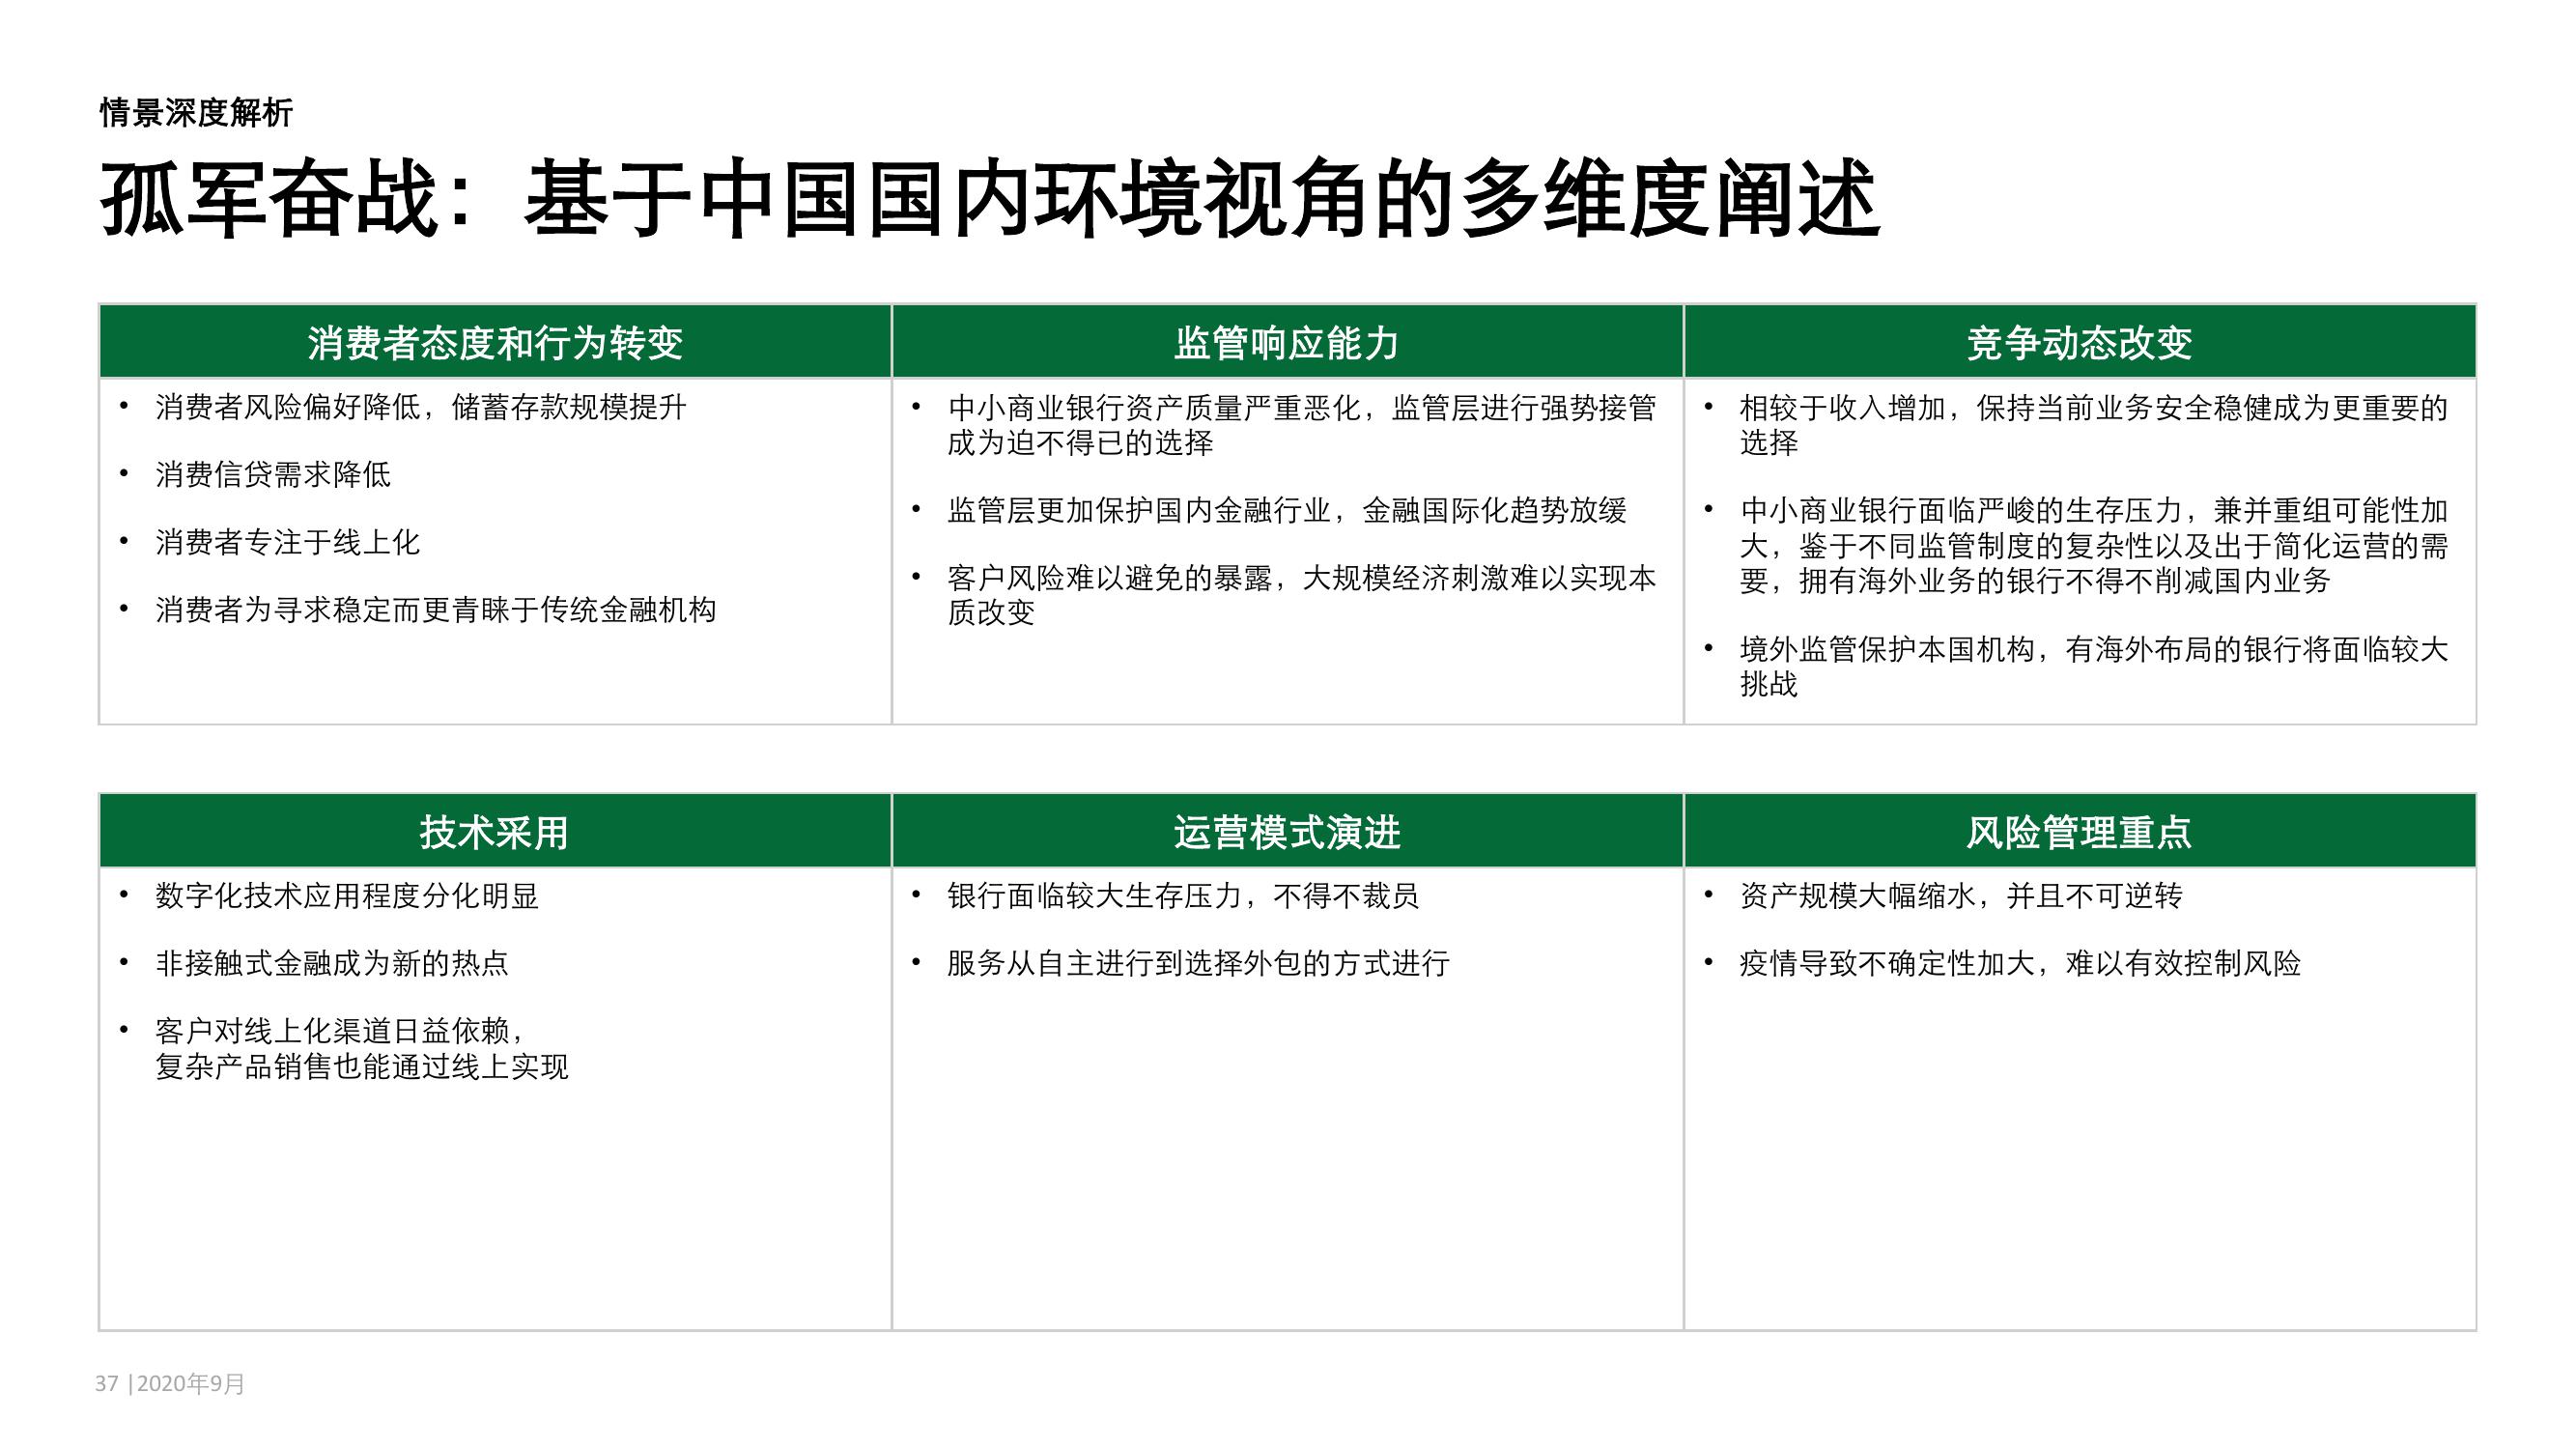 情景深度解析
孤军奋战：基于中国国内环境视角的多维度阐述
消费者态度和行为转变
• 消费者风险偏好降低，储蓄存款规模提升
• 消费信贷需求降低
• 消费者专注于线上化
• 消费者为寻求稳定而更青睐于传统金融机构
监管响应能力
• 中小商业银行资产质量严重恶化，监管层进行强势接管
成为迫不得已的选择
• 监管层更加保护国内金融行业，金融国际化趋势放缓
• 客户风险难以避免的暴露，大规模经济刺激难以实现本
质改变
竞争动态改变
• 相较于收入增加，保持当前业务安全稳健成为更重要的
选择
• 中小商业银行面临严峻的生存压力，兼并重组可能性加
大，鉴于不同监管制度的复杂性以及出于简化运营的需
要，拥有海外业务的银行不得不削减国内业务
• 境外监管保护本国机构，有海外布局的银行将面临较大
挑战
技术采用
• 数字化技术应用程度分化明显
• 非接触式金融成为新的热点
• 客户对线上化渠道日益依赖，
复杂产品销售也能通过线上实现
运营模式演进
• 银行面临较大生存压力，不得不裁员
• 服务从自主进行到选择外包的方式进行
风险管理重点
• 资产规模大幅缩水，并且不可逆转
• 疫情导致不确定性加大，难以有效控制风险
37 |2020年9月